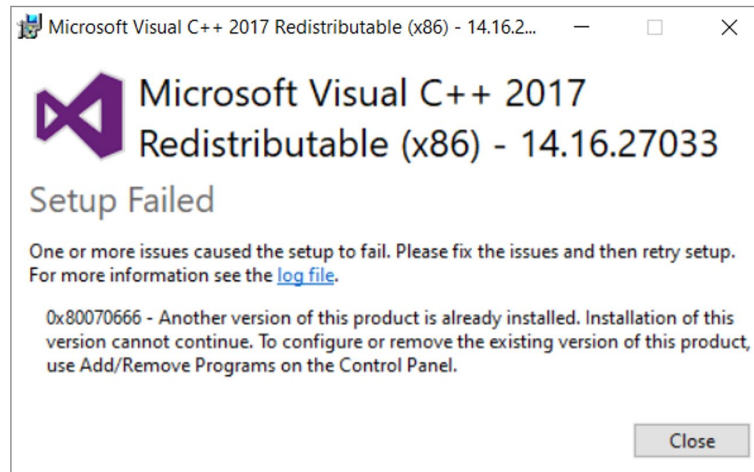 Microsoft Visual C++ 2017 Redistributable (x86) - 14.16.2...
Microsoft Visual C++ 2017
Redistributable (x86) - 14.16.27033
Setup Failed
One or more issues caused the setup to fail. Please fix the issues and then retry setup.
For more information see the log file.
0x80070666 - Another version of this product is already installed. Installation of this
version cannot continue. To configure or remove the existing version of this product,
use Add/Remove Programs on the Control Panel.
Close